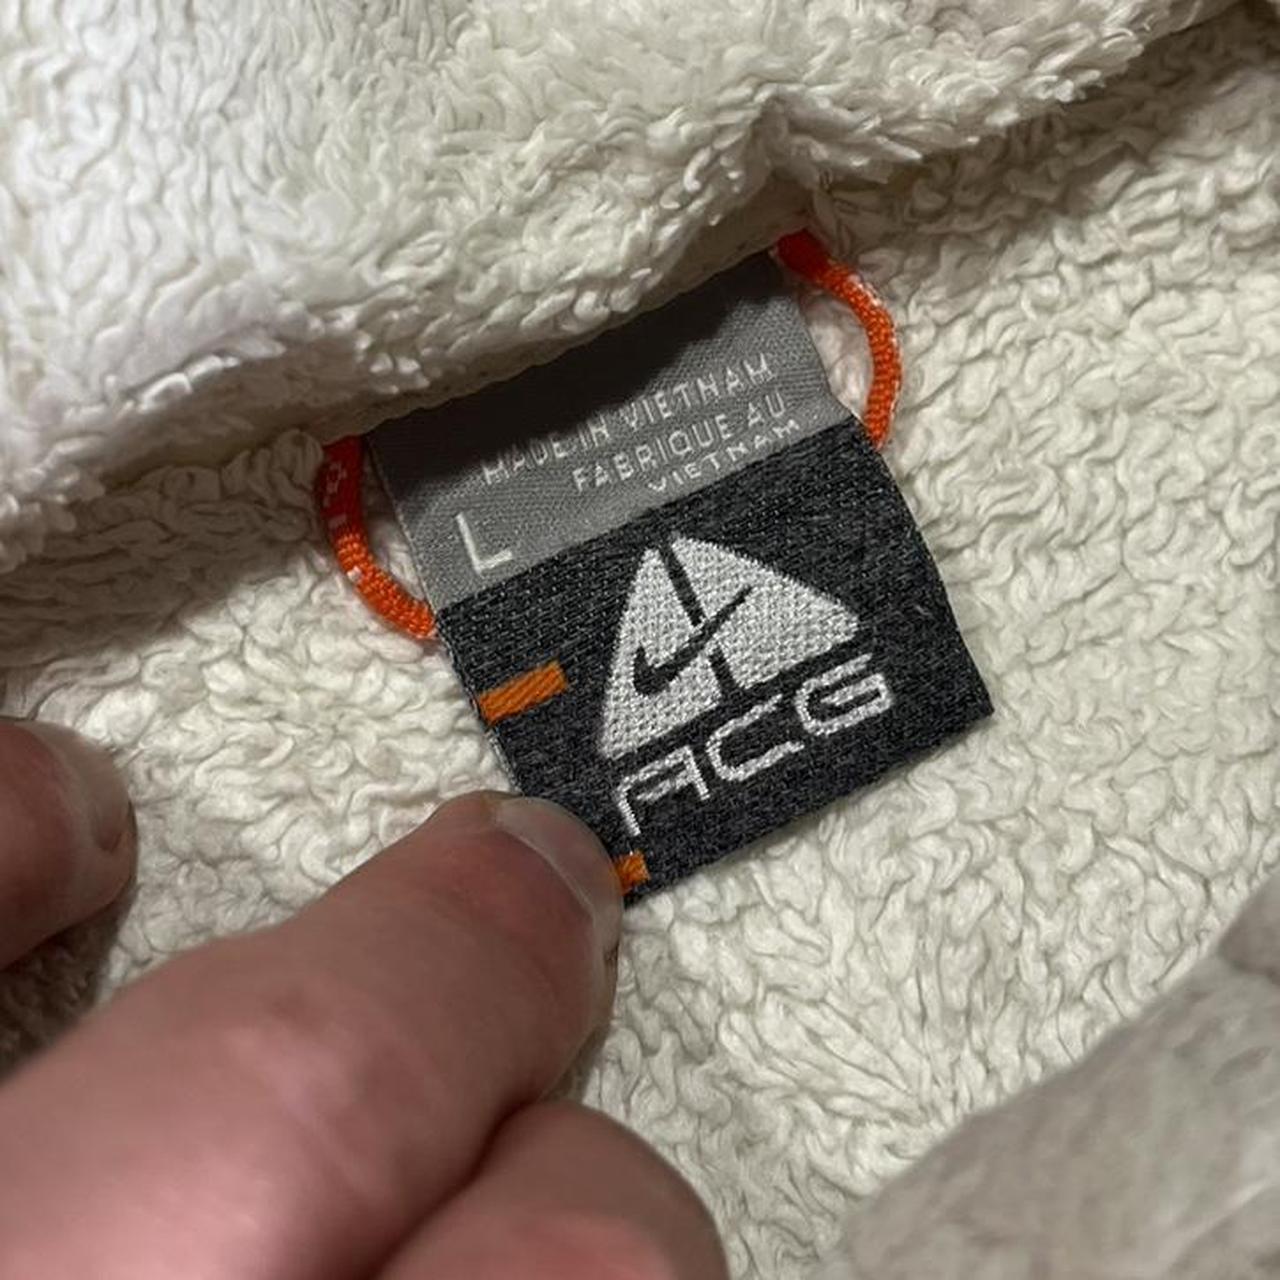 MADE IN VIETNAM
FABRIQUE AU
VIETNAM
L
ACG